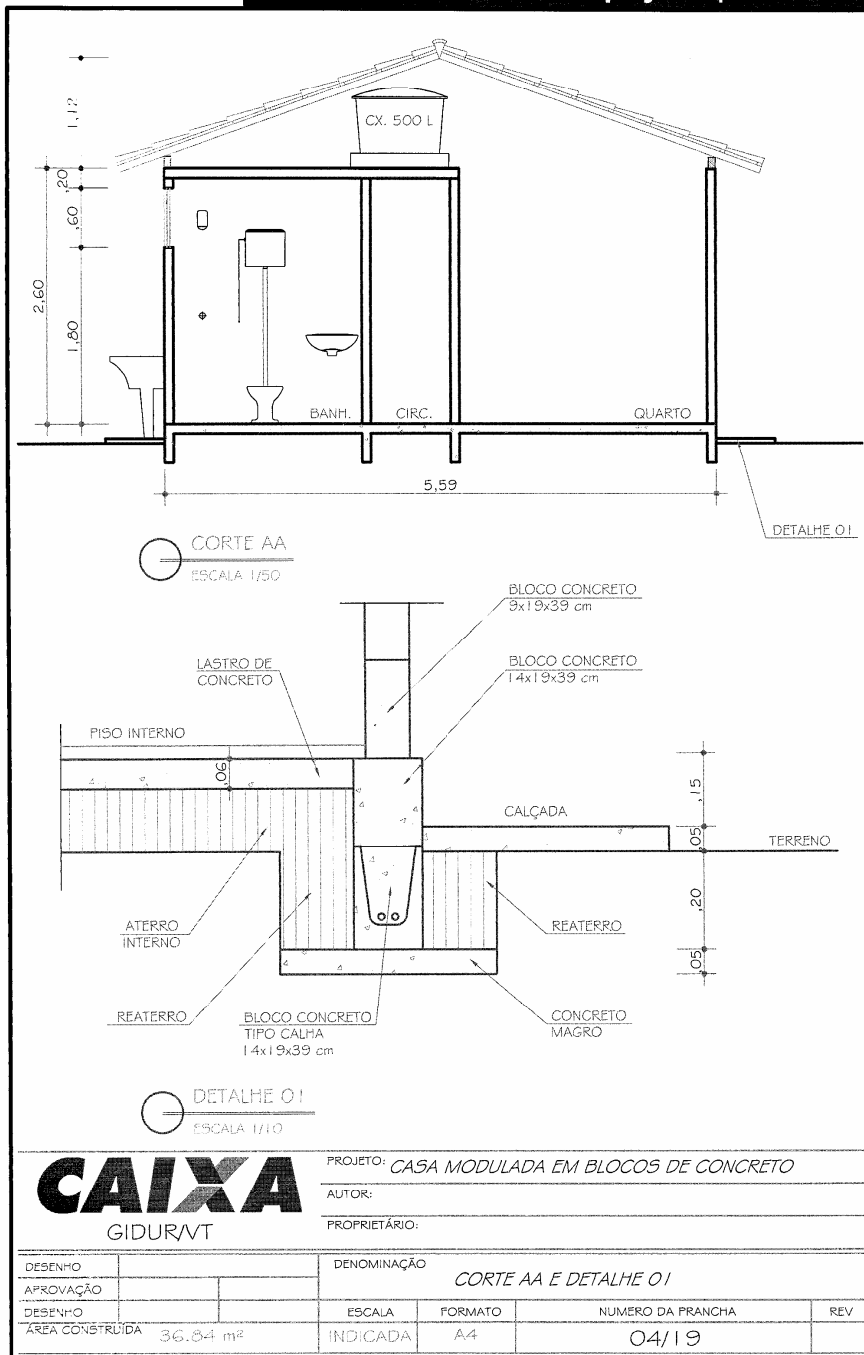 CX. 500 L
1,12
,20
,60
2,60
1,80
BANH.
CIRC.
QUARTO
5,59
DETALHE 01
CORTE AA
ESCALA 1/50
BLOCO CONCRETO
9x19x39 cm
LASTRO DE
CONCRETO
BLOCO CONCRETO
14x19x39 cm
PISO INTERNO
,06
,15
CALÇADA
,05
TERRENO
,20
ATERRO
INTERNO
REATERRO
,05
REATERRO
BLOCO CONCRETO
TIPO CALHA
14x19x39 cm
CONCRETO
MAGRO
DETALHE 01
ESCALA 1/10
CAIXA
GIDUR/VT
PROJETO: CASA MODULADA EM BLOCOS DE CONCRETO
AUTOR:
PROPRIETÁRIO:
DESENHO
APROVAÇÃO
DESENHO
ÁREA CONSTRUÍDA 36.84 m²
DENOMINAÇÃO
CORTE AA E DETALHE 01
ESCALA
INDICADA
FORMATO
A4
NUMERO DA PRANCHA
04/19
REV